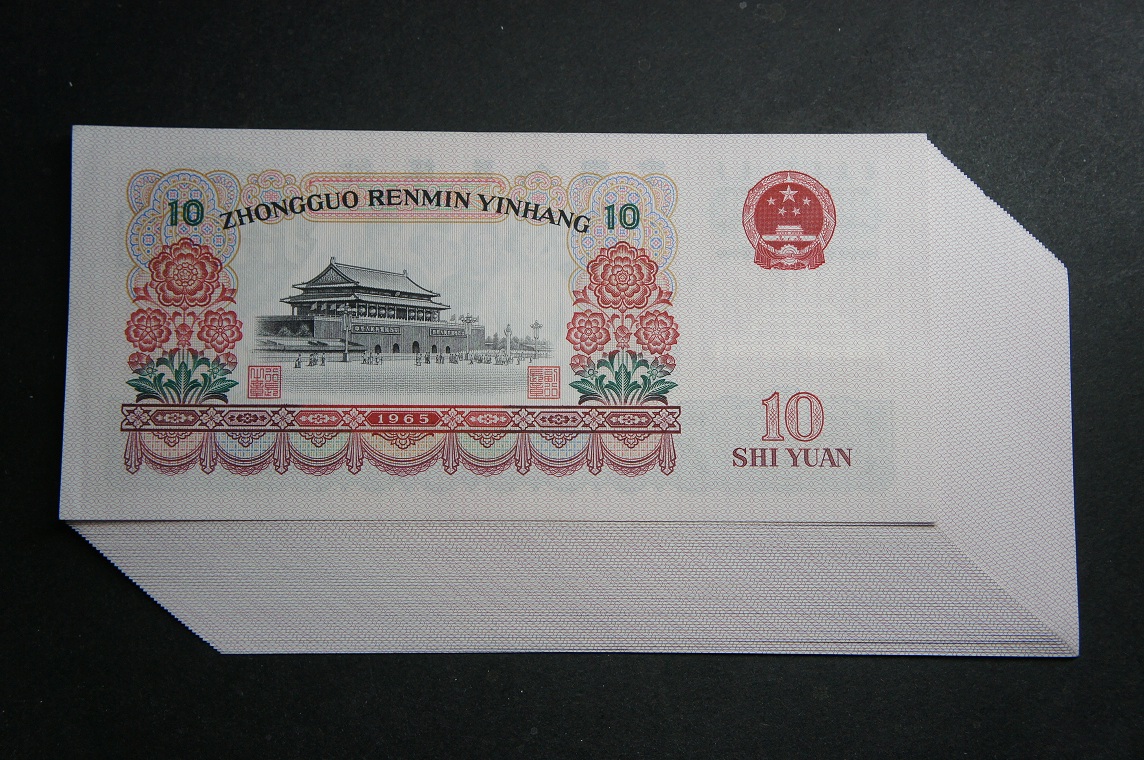 10 ZHONGGUO RENMIN YINHANG 10
1965
10
SHI YUAN